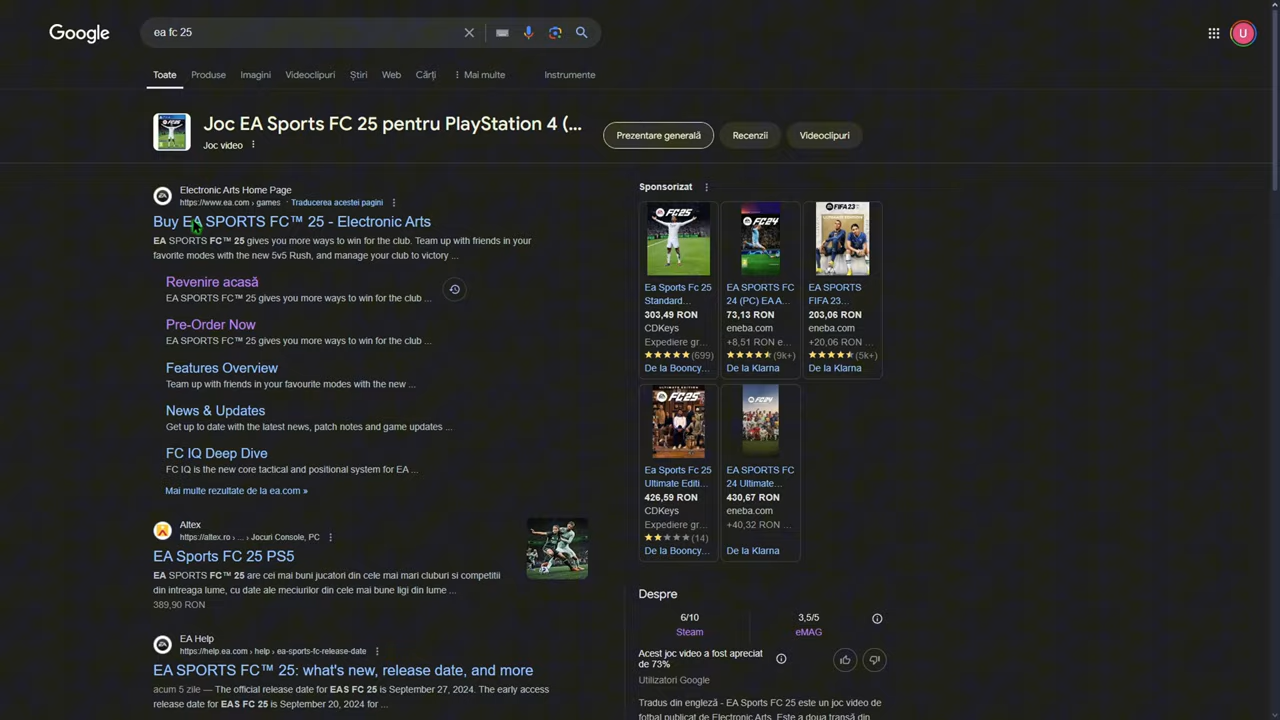 Google
ea fc 25
U
Toate Produse Imagini Videoclipuri Știri Web Cărți Mai multe Instrumente
Joc EA Sports FC 25 pentru PlayStation 4 (...
Joc video
Prezentare generală Recenzii Videoclipuri
Electronic Arts Home Page
https://www.ea.com › games · Traducerea acestei pagini
Buy EA SPORTS FC™ 25 - Electronic Arts
EA SPORTS FC™ 25 gives you more ways to win for the club. Team up with friends in your
favorite modes with the new 5v5 Rush, and manage your club to victory ...
Revenire acasă
EA SPORTS FC™ 25 gives you more ways to win for the club ...
Pre-Order Now
EA SPORTS FC™ 25 gives you more ways to win for the club ...
Features Overview
Team up with friends in your favourite modes with the new ...
News & Updates
Get up to date with the latest news, patch notes and game updates ...
FC IQ Deep Dive
FC IQ is the new core tactical and positional system for EA ...
Mai multe rezultate de la ea.com »
Altex
https://altex.ro › ... › Jocuri Console, PC
EA Sports FC 25 PS5
EA SPORTS FC 25 are cei mai buni jucatori din cele mai mari cluburi si competitii
din intreaga lume, cu date ale meciurilor din cele mai bune ligi din lume ...
389,90 RON
EA Help
https://help.ea.com › help › ea-sports-fc-release-date
EA SPORTS FC™ 25: what's new, release date, and more
acum 5 zile — The official release date for EAS FC 25 is September 27, 2024. The early access
release date for EAS FC 25 is September 20, 2024 for ...
Sponsorizat
FC25
Ea Sports Fc 25
Standard...
303,49 RON
CDKeys
Expediere gr...
(699)
De la Booncy...
FC24
EA SPORTS FC
24 (PC) EA A...
73,13 RON
eneba.com
+8,51 RON e...
(9k+)
De la Klarna
FIFA 23
EA SPORTS
FIFA 23...
203,06 RON
eneba.com
+20,06 RON ...
(5k+)
De la Klarna
FC25
Ea Sports Fc 25
Ultimate Editi...
426,59 RON
CDKeys
Expediere gr...
(14)
De la Booncy...
FC24
EA SPORTS FC
24 Ultimate...
430,67 RON
eneba.com
+40,32 RON ...
De la Klarna
Despre
6/10
Steam
3,5/5
eMAG
Acest joc video a fost apreciat
de 73%
Utilizatori Google
Tradus din engleză - EA Sports FC 25 este un joc video de
fotbal publicat de Electronic Arts. Este a doua tranșă din